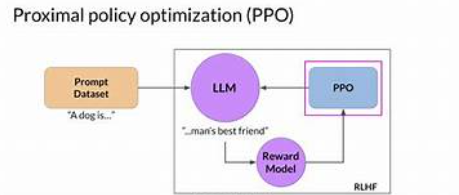 Proximal policy optimization (PPO)
Prompt
Dataset
"A dog is..."
LLM
"...man's best friend"
PPO
Reward
Model
RLHF